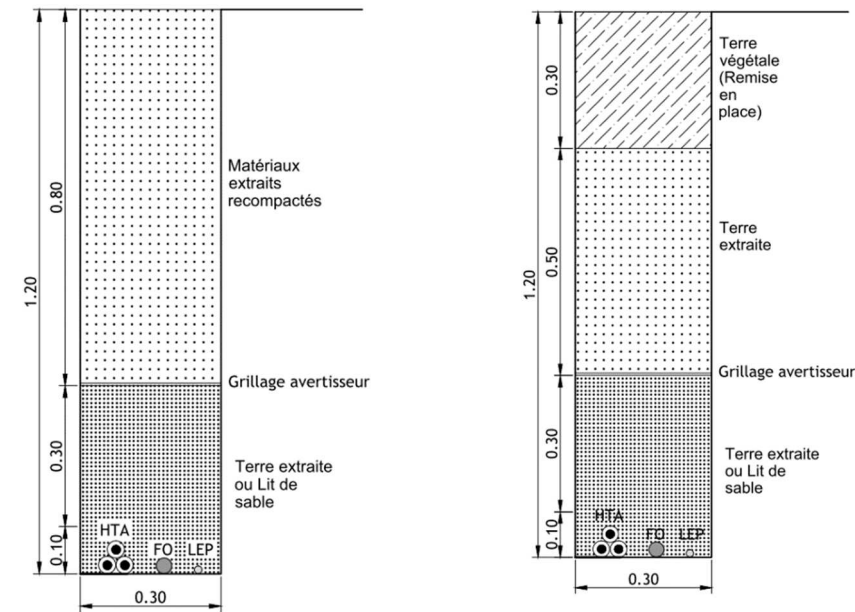 1.20
0.80
Matériaux
extraits
recompactés
Grillage avertisseur
0.30
Terre extraite
ou Lit de
sable
0.10
HTA
FO
LEP
0.30
1.20
0.30
Terre
végétale
(Remise
en
place)
0.50
Terre
extraite
Grillage avertisseur
0.30
Terre extraite
ou Lit de
sable
0.10
HTA
FO
LEP
0.30